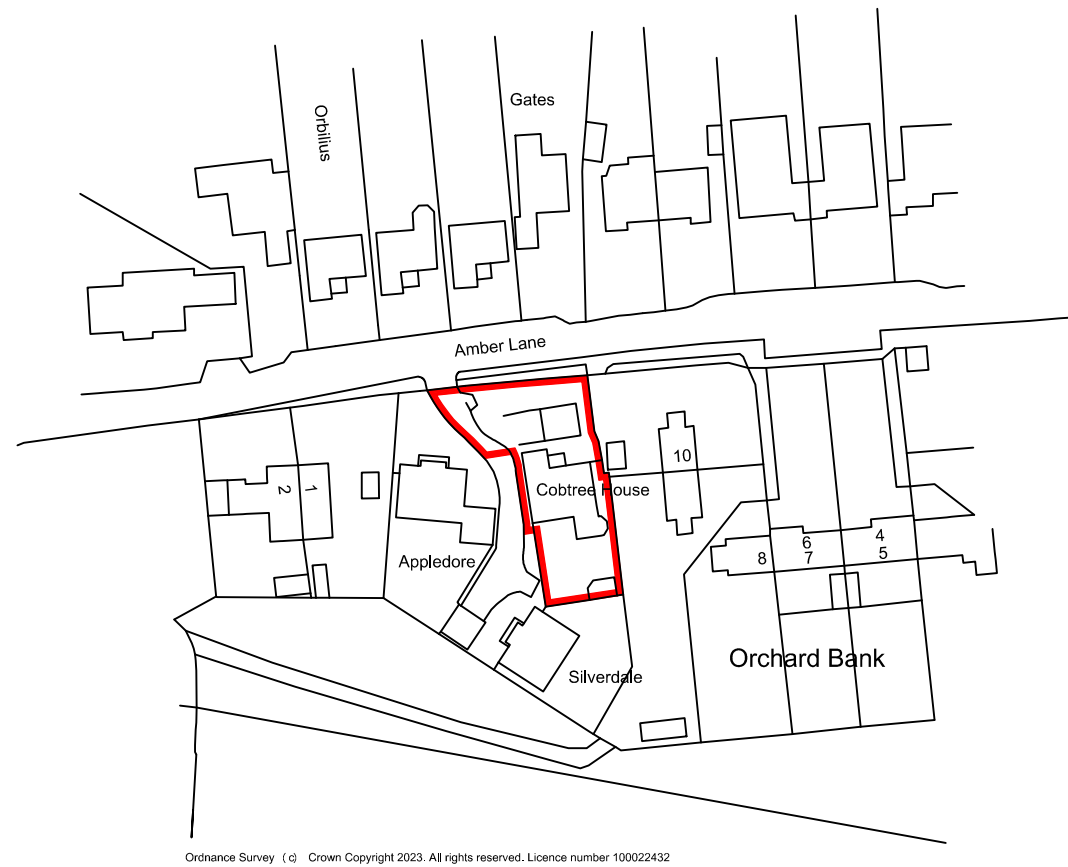 Gates
Orbilius
Amber Lane
10
Cobtree House
2
1
6
4
8
7
5
Appledore
Orchard Bank
Silverdale
Ordnance Survey (c) Crown Copyright 2023. All rights reserved. Licence number 100022432